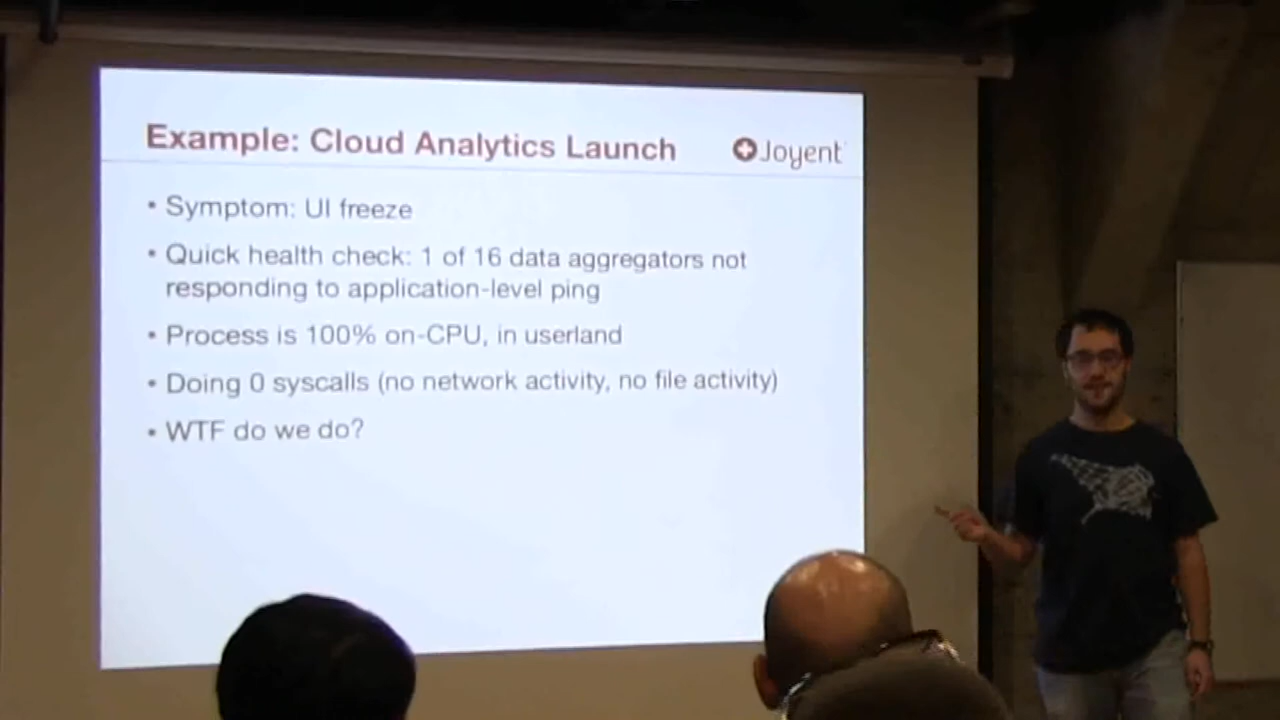 Example: Cloud Analytics Launch
Joyent
• Symptom: UI freeze
• Quick health check: 1 of 16 data aggregators not
responding to application-level ping
• Process is 100% on-CPU, in userland
• Doing 0 syscalls (no network activity, no file activity)
• WTF do we do?